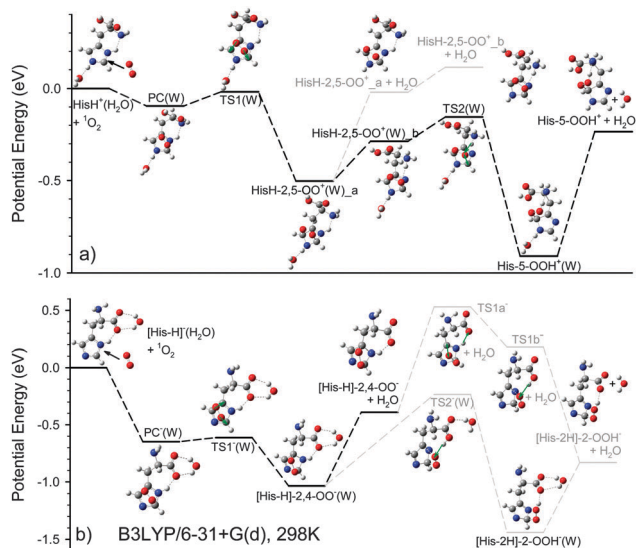 a)
Potential Energy (eV)
0.0
-0.5
-1.0
HisH⁺(H₂O)
+ ¹O₂
PC(W)
TS1(W)
HisH-2,5-OO⁺(W)_a
HisH-2,5-OO⁺_a + H₂O
HisH-2,5-OO⁺_b
+ H₂O
HisH-2,5-OO⁺(W)_b
TS2(W)
His-5-OOH⁺(W)
+
His-5-OOH⁺ + H₂O
Potential Energy (eV)
0.5
0.0
-0.5
-1.0
-1.5
[His-H]⁻(H₂O)
+ ¹O₂
PC⁻(W)
TS1⁻(W)
[His-H]-2,4-OO⁻(W)
[His-H]-2,4-OO⁻
+ H₂O
TS1a⁻
+ H₂O
TS1b⁻
+ H₂O
TS2⁻(W)
[His-2H]-2-OOH⁻(W)
+
[His-2H]-2-OOH⁻
+ H₂O
b) B3LYP/6-31+G(d), 298K